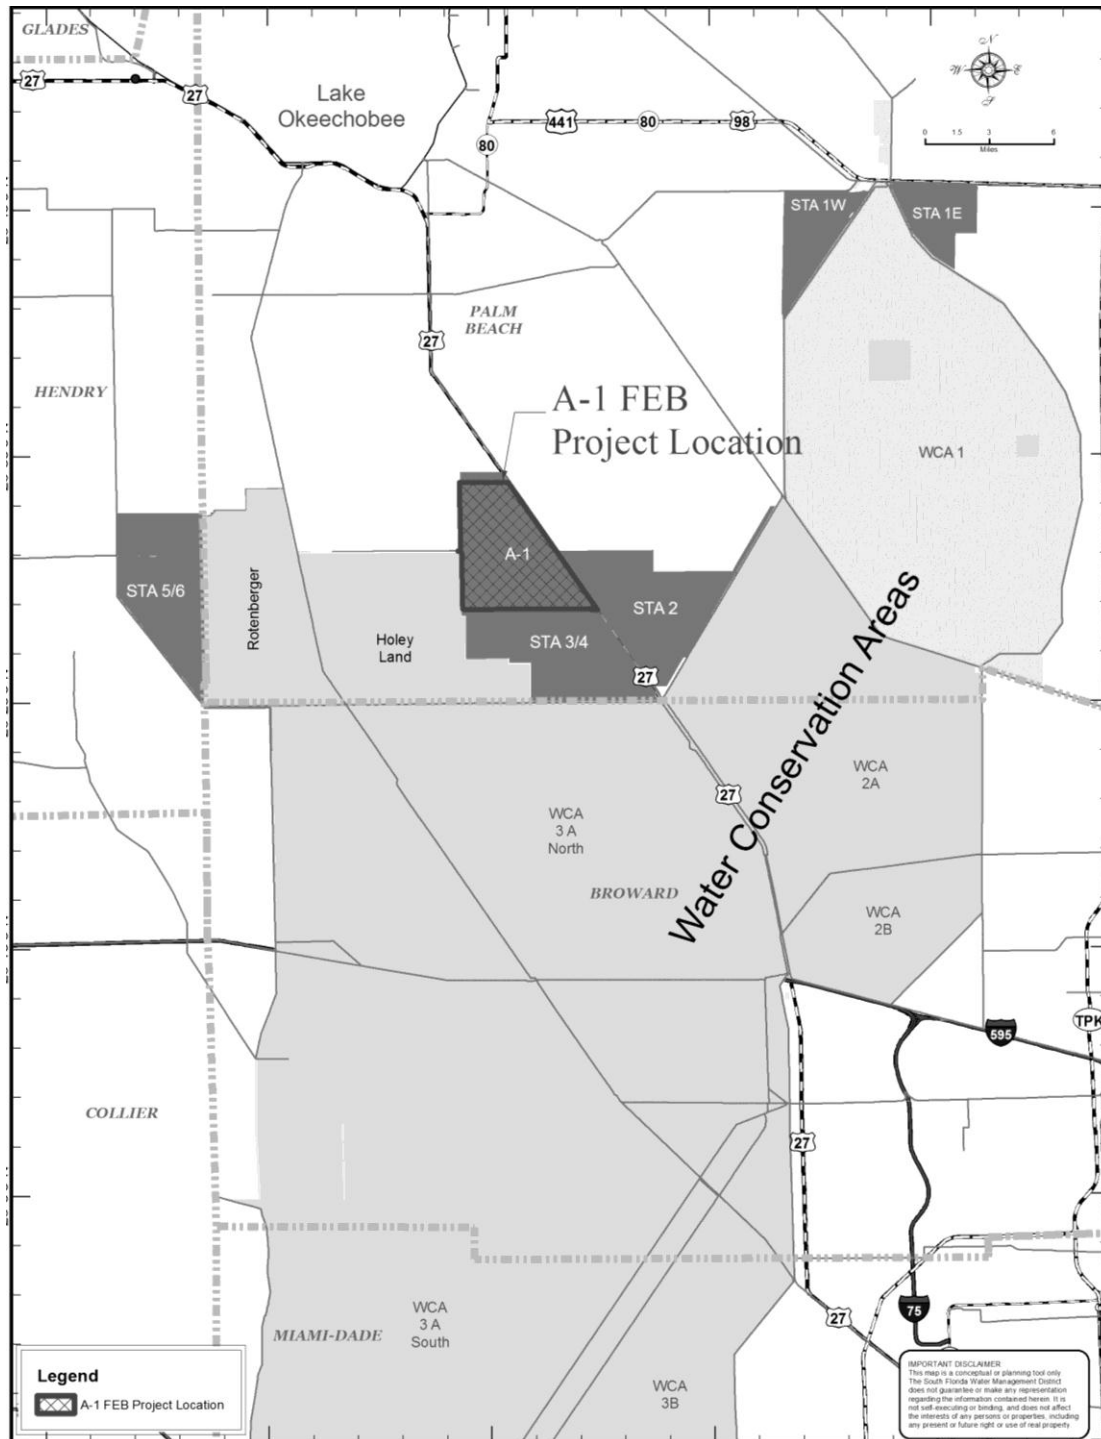 GLADES
27
27
Lake
Okeechobee
441
80
98
80
N
W
E
S
0 1.5 3 6
Miles
STA 1W
STA 1E
PALM
BEACH
27
HENDRY
A-1 FEB
Project Location
WCA 1
A-1
STA 5/6
Rotenberger
Holey
Land
STA 2
STA 3/4
27
Water Conservation Areas
WCA
2A
27
WCA
3 A
North
BROWARD
WCA
2B
TPK
595
COLLIER
27
WCA
3 A
South
MIAMI-DADE
75
27
WCA
3B
Legend
A-1 FEB Project Location
IMPORTANT DISCLAIMER
This map is a conceptual or planning tool only
The South Florida Water Management District
does not guarantee or make any representation
regarding the information contained herein. It is
not self-executing or binding, and does not affect
the interests of any persons or properties, including
any present or future right or use of real property